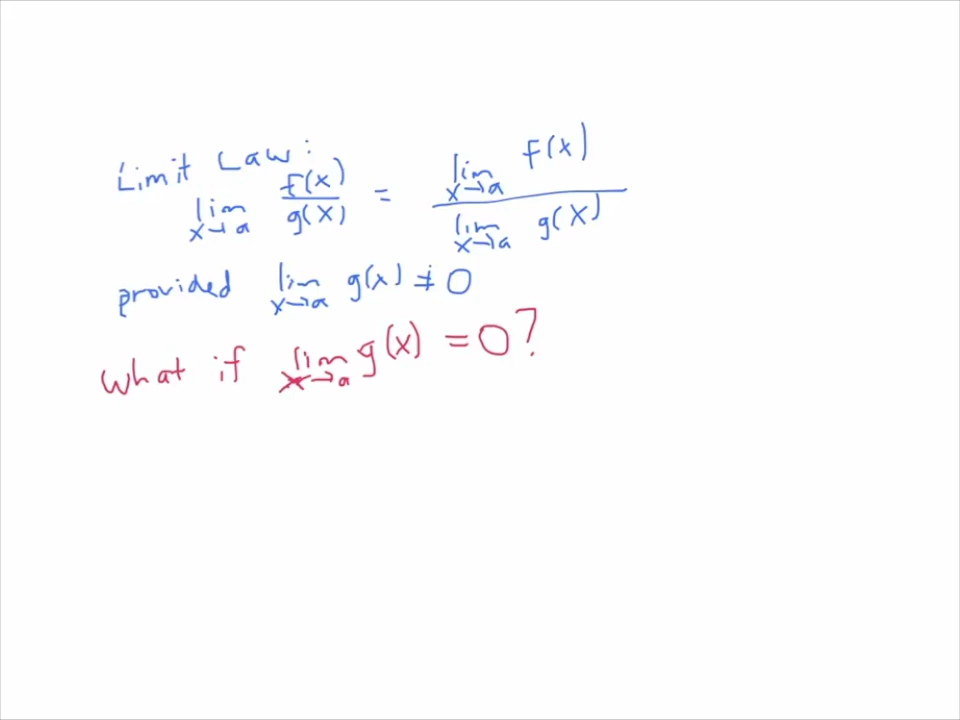 Limit Law:
lim x→a f(x)/g(x) = lim x→a f(x) / lim x→a g(x)
provided lim x→a g(x) ≠ 0
What if lim x→a g(x) = 0?